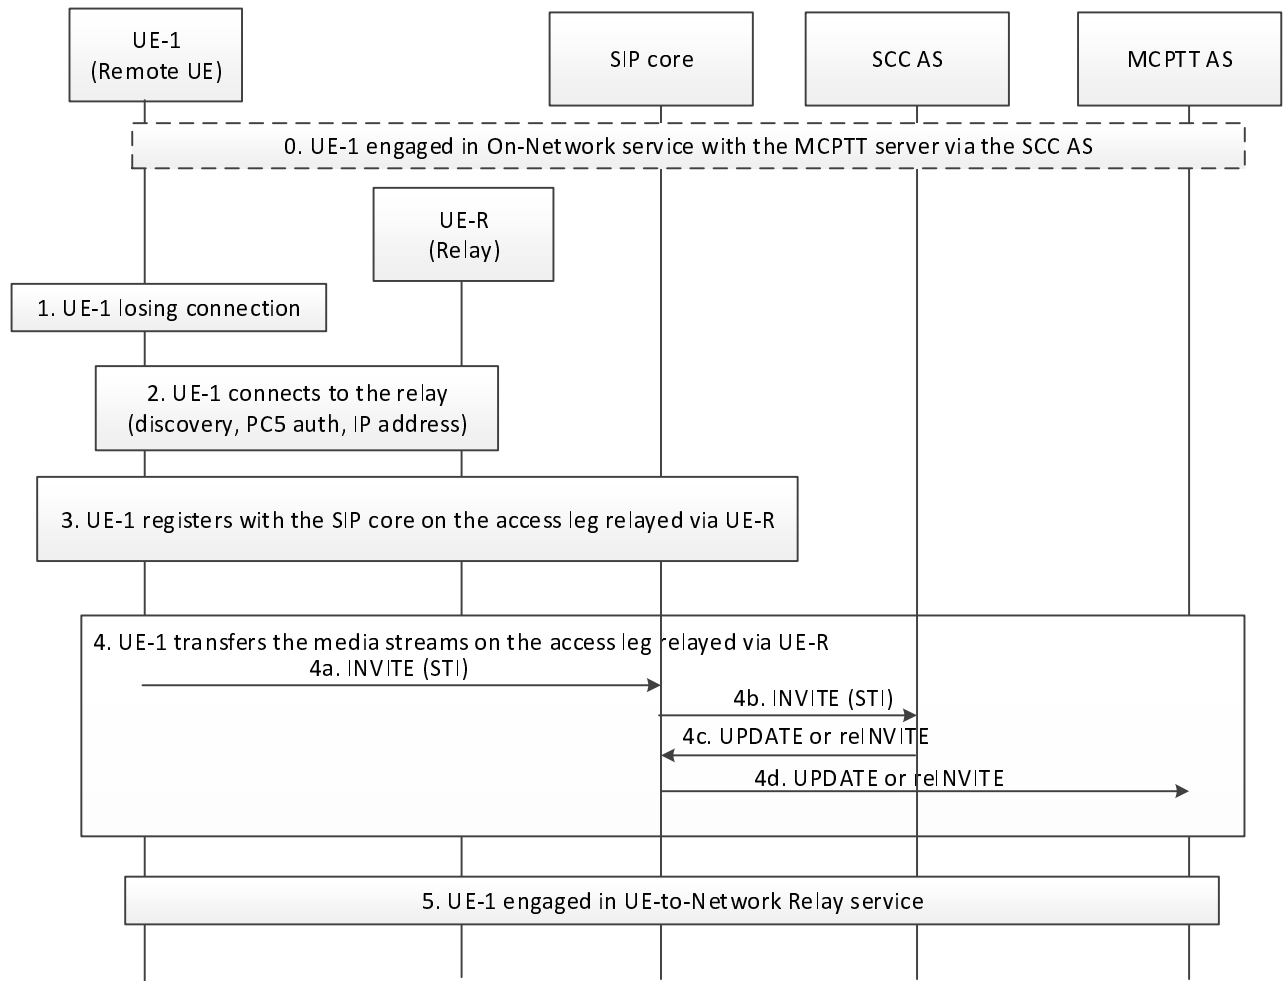 UE-1
(Remote UE)
SIP core
SCC AS
MCPTT AS
0. UE-1 engaged in On-Network service with the MCPTT server via the SCC AS
UE-R
(Relay)
1. UE-1 losing connection
2. UE-1 connects to the relay
(discovery, PC5 auth, IP address)
3. UE-1 registers with the SIP core on the access leg relayed via UE-R
4. UE-1 transfers the media streams on the access leg relayed via UE-R
4a. INVITE (STI)
4b. INVITE (STI)
4c. UPDATE or reINVITE
4d. UPDATE or reINVITE
5. UE-1 engaged in UE-to-Network Relay service